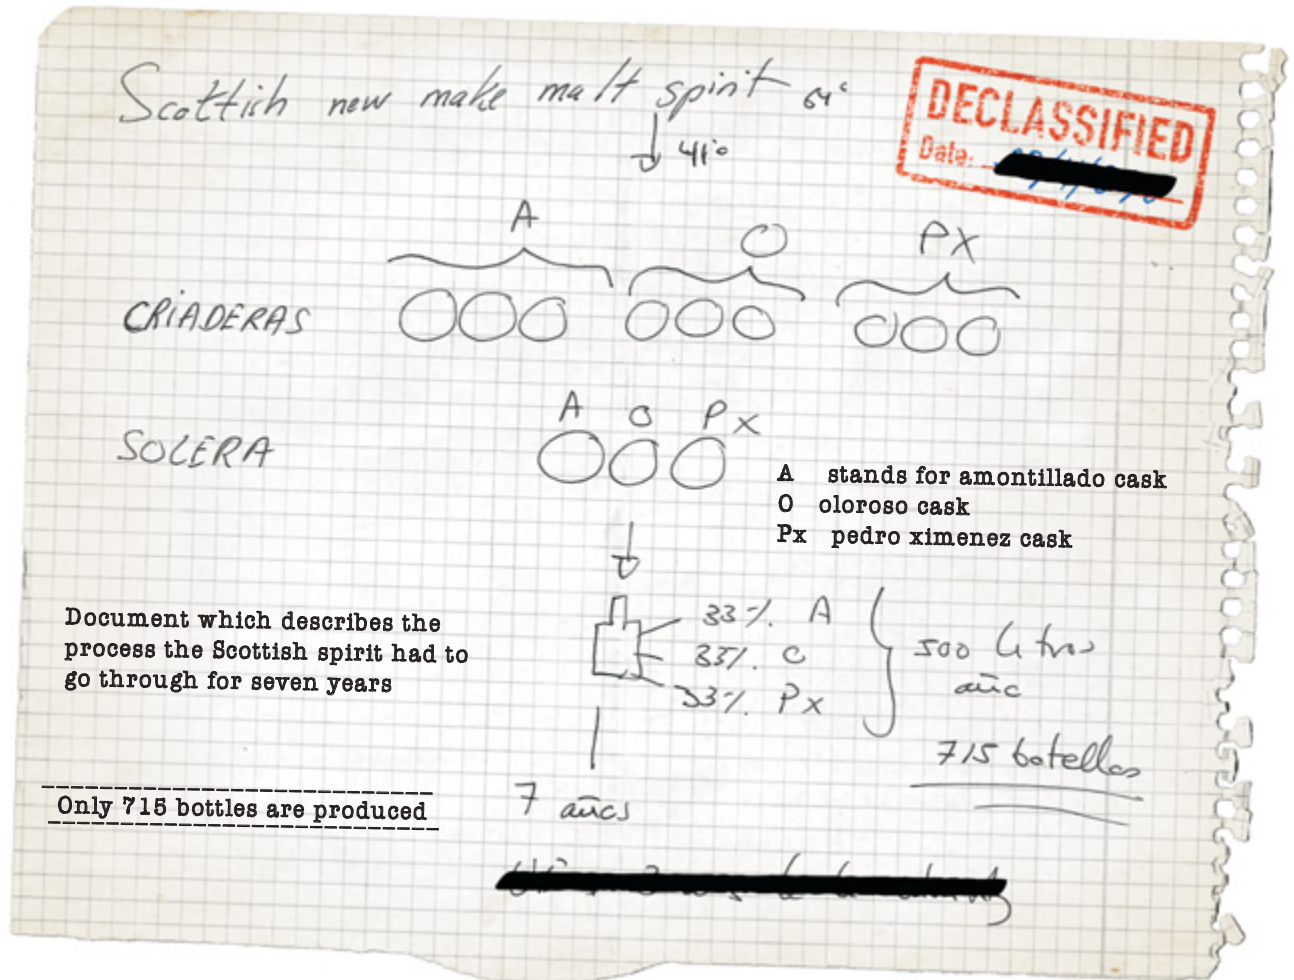 Scottich new make malt spirit 64°
41°
DECLASSIFIED
Date:
A O PX
CRIADERAS
A O Px
SOLERA
A stands for amontillado cask
O oloroso cask
Px pedro ximenez cask
Document which describes the
process the Scottish spirit had to
go through for seven years
33%. A
33%. O
33%. Px
500 litros
año
715 botellas
Only 715 bottles are produced
7 años